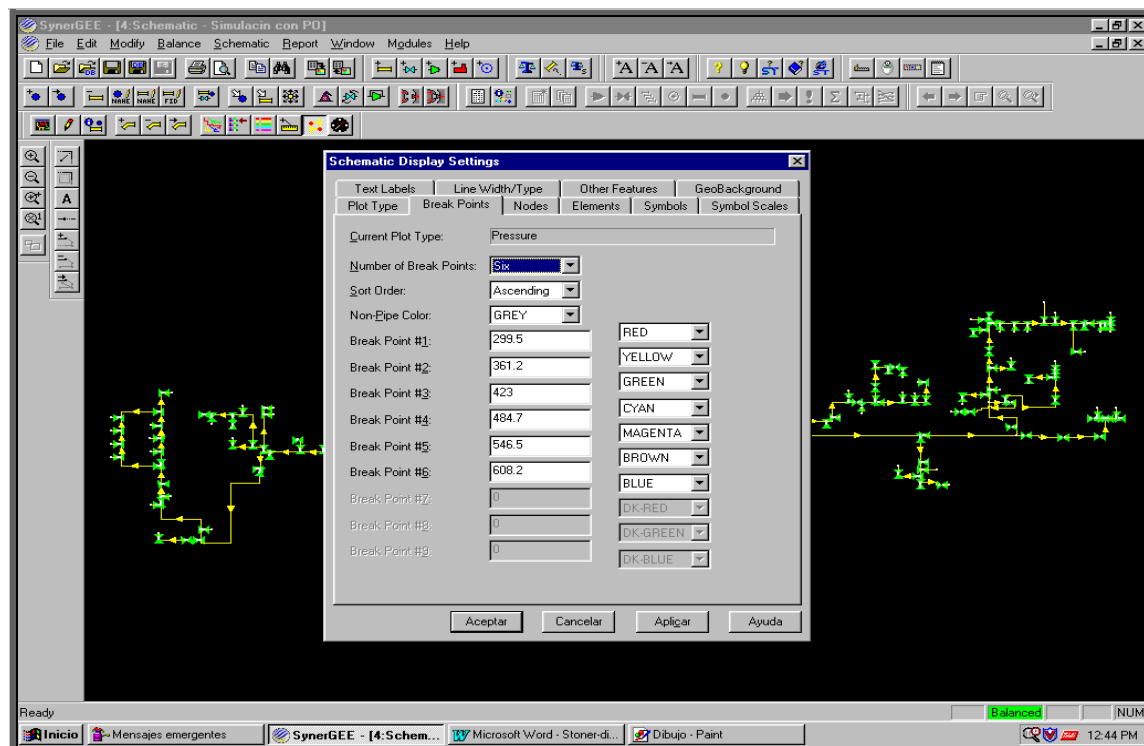 SynerGEE - [4:Schematic - Simulacin con PO]
File Edit Modify Balance Schematic Report Window Modules Help
NAME NAME FID
A A A
A
Schematic Display Settings
Text Labels Line Width/Type Other Features GeoBackground
Plot Type Break Points Nodes Elements Symbols Symbol Scales
Current Plot Type: Pressure
Number of Break Points: Six
Sort Order: Ascending
Non-Pipe Color: GREY
Break Point #1: 299.5 RED
Break Point #2: 361.2 YELLOW
Break Point #3: 423 GREEN
Break Point #4: 484.7 CYAN
Break Point #5: 546.5 MAGENTA
Break Point #6: 608.2 BROWN
BLUE
Break Point #7: 0 DK-RED
Break Point #8: 0 DK-GREEN
Break Point #9: 0 DK-BLUE
Aceptar Cancelar Apligar Ayuda
Ready Balanced NUM
Inicio Mensajes emergentes SynerGEE - [4:Schem... Microsoft Word - Stoner-di... Dibujo - Paint 12:44 PM